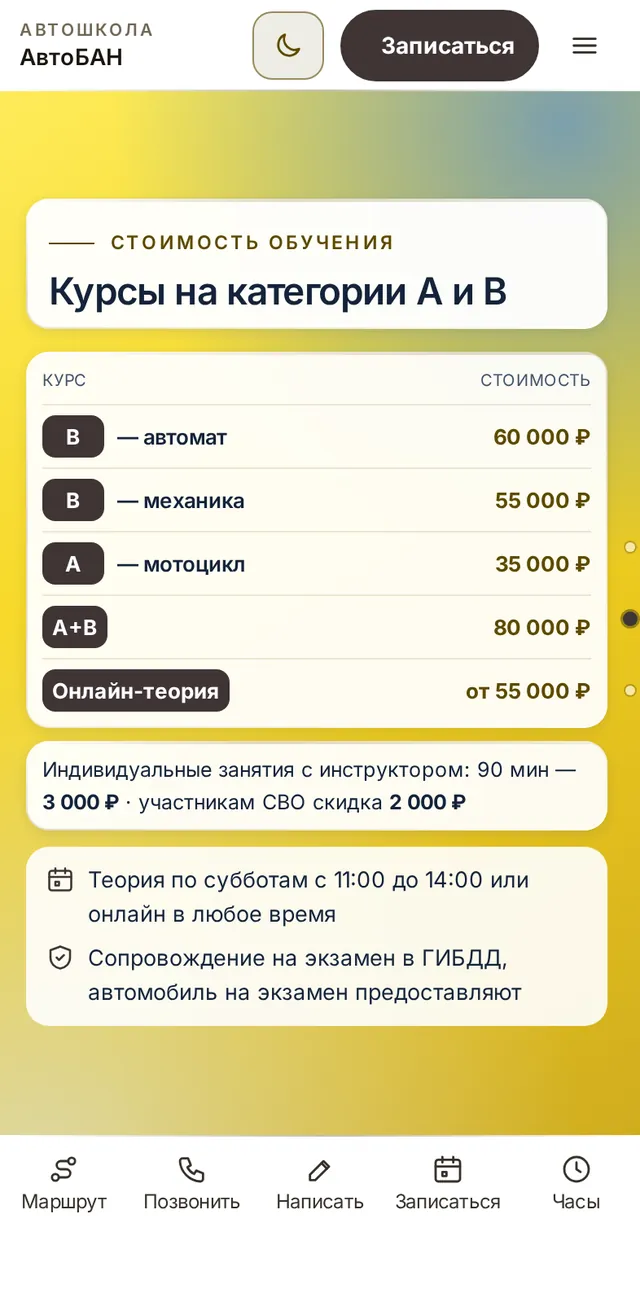 АВТОШКОЛА
АвтоБАН
Записаться
СТОИМОСТЬ ОБУЧЕНИЯ
Курсы на категории А и В
КУРС СТОИМОСТЬ
В — автомат 60 000 ₽
В — механика 55 000 ₽
А — мотоцикл 35 000 ₽
А+В 80 000 ₽
Онлайн-теория от 55 000 ₽
Индивидуальные занятия с инструктором: 90 мин —
3 000 ₽ · участникам СВО скидка 2 000 ₽
Теория по субботам с 11:00 до 14:00 или
онлайн в любое время
Сопровождение на экзамен в ГИБДД,
автомобиль на экзамен предоставляют
Маршрут Позвонить Написать Записаться Часы